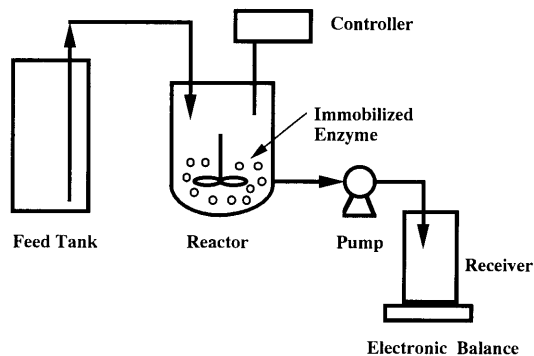 Controller
Immobilized
Enzyme
Feed Tank
Reactor
Pump
Receiver
Electronic Balance